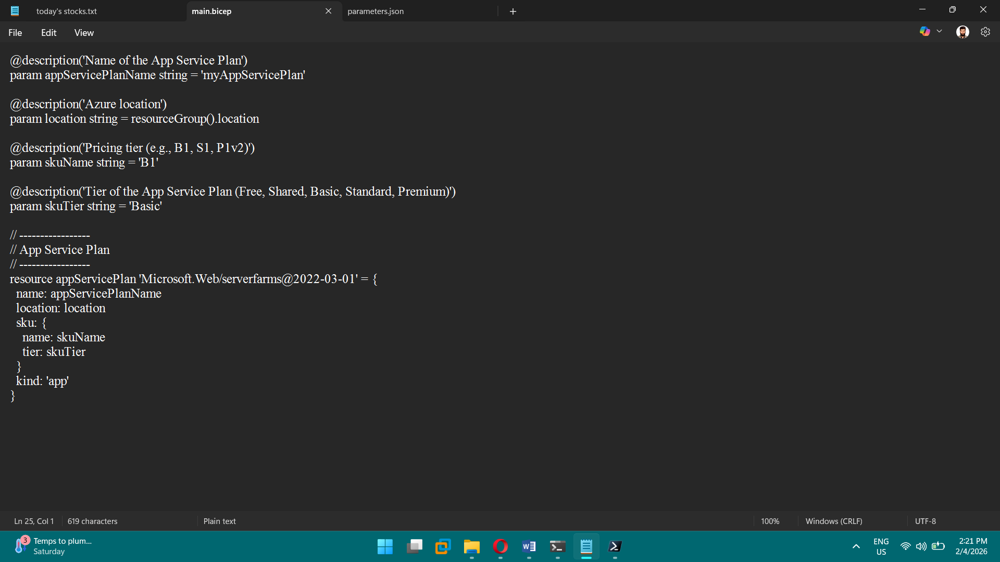 today's stocks.txt
main.bicep
parameters.json
File Edit View
@description('Name of the App Service Plan')
param appServicePlanName string = 'myAppServicePlan'
@description('Azure location')
param location string = resourceGroup().location
@description('Pricing tier (e.g., B1, S1, P1v2)')
param skuName string = 'B1'
@description('Tier of the App Service Plan (Free, Shared, Basic, Standard, Premium)')
param skuTier string = 'Basic'
// -----------------
// App Service Plan
// -----------------
resource appServicePlan 'Microsoft.Web/serverfarms@2022-03-01' = {
  name: appServicePlanName
  location: location
  sku: {
    name: skuName
    tier: skuTier
  }
  kind: 'app'
}
Ln 25, Col 1 619 characters Plain text 100% Windows (CRLF) UTF-8
3
Temps to plum...
Saturday
W
ENG
US
2:21 PM
2/4/2026